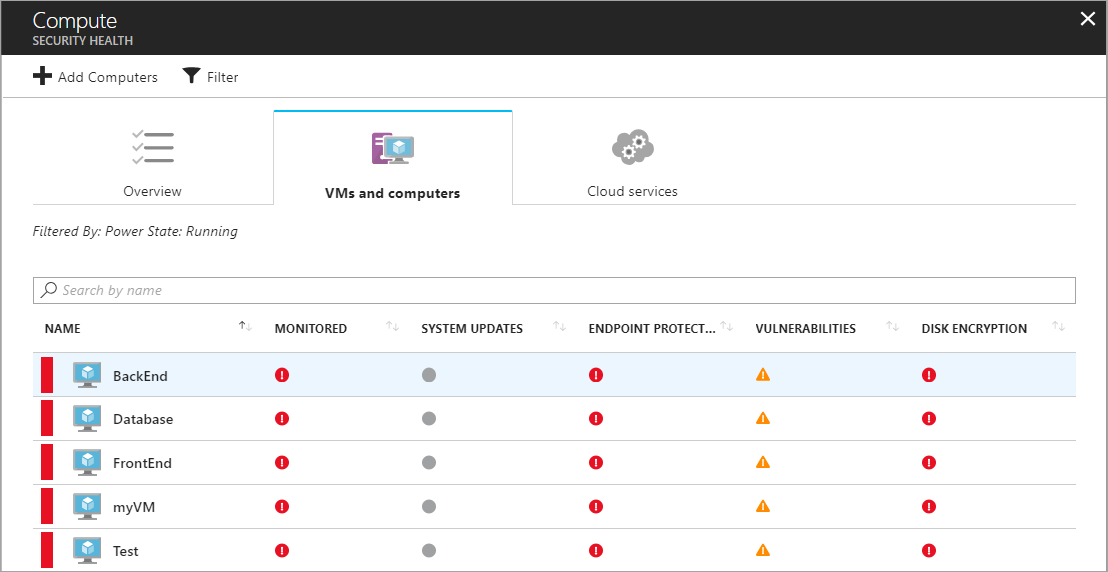 Compute
SECURITY HEALTH
Add Computers Filter
Overview VMs and computers Cloud services
Filtered By: Power State: Running
Search by name
NAME MONITORED SYSTEM UPDATES ENDPOINT PROTECT... VULNERABILITIES DISK ENCRYPTION
BackEnd
Database
FrontEnd
myVM
Test